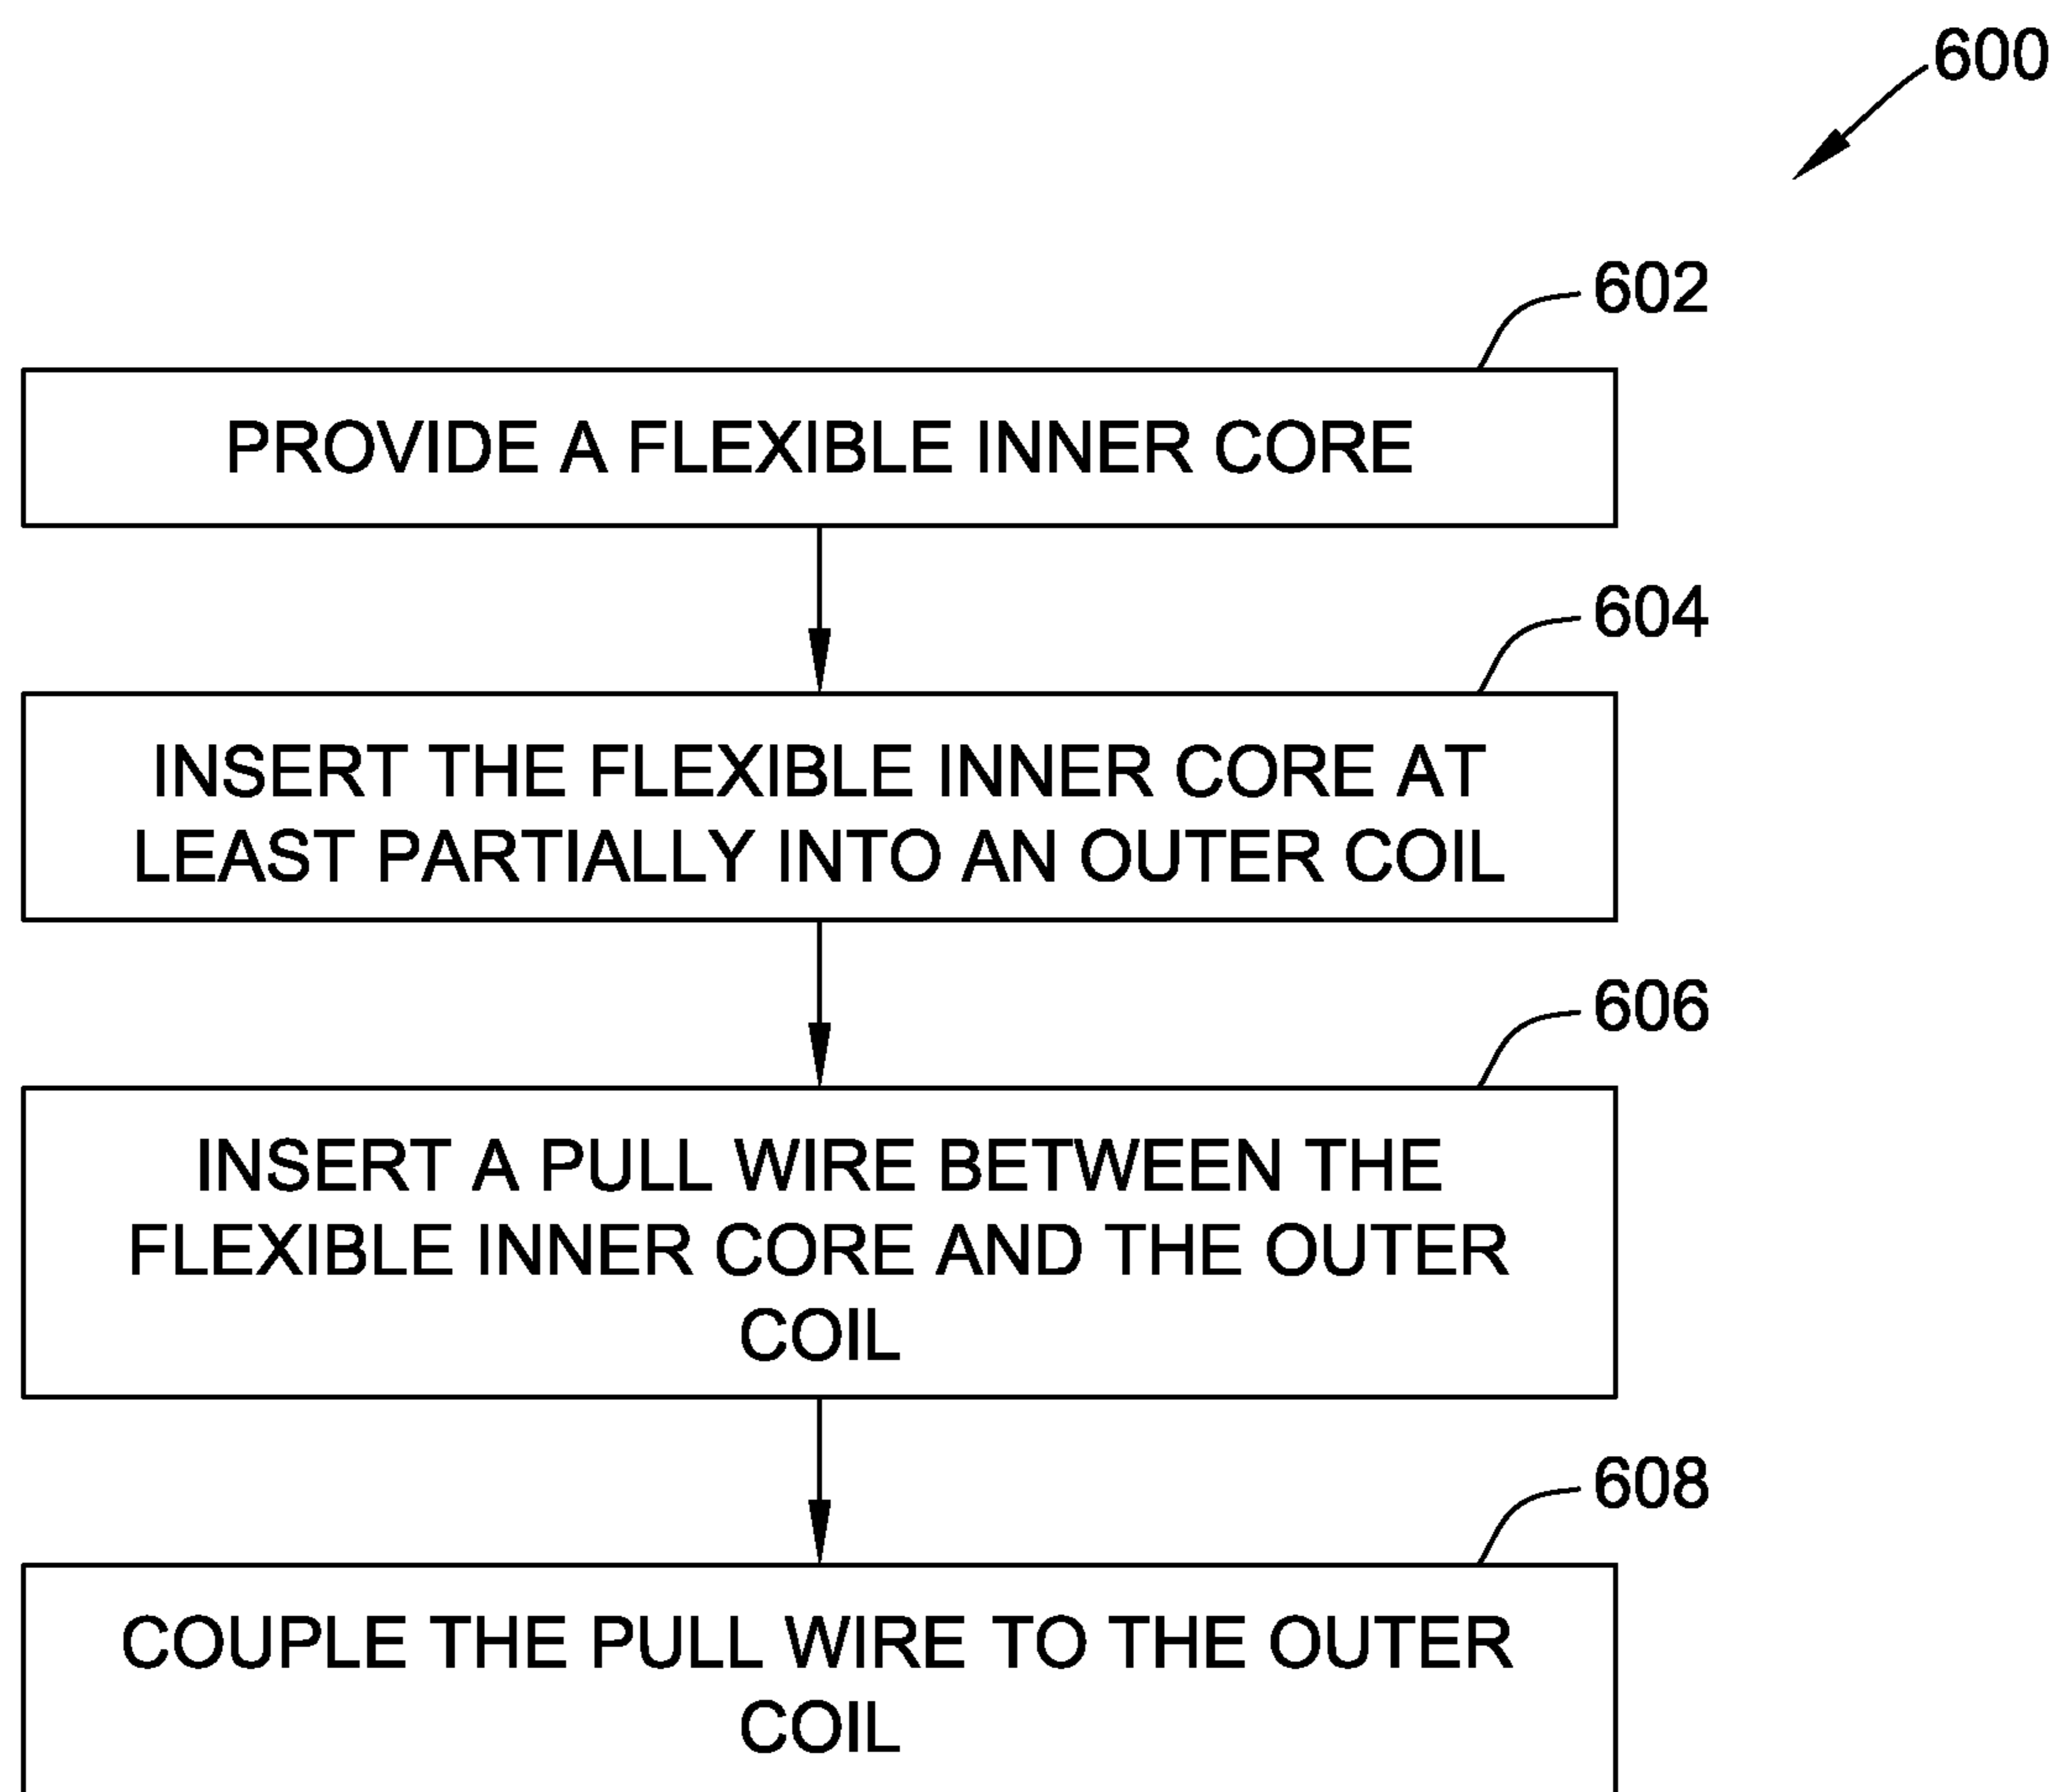 600
602
PROVIDE A FLEXIBLE INNER CORE
604
INSERT THE FLEXIBLE INNER CORE AT
LEAST PARTIALLY INTO AN OUTER COIL
606
INSERT A PULL WIRE BETWEEN THE
FLEXIBLE INNER CORE AND THE OUTER
COIL
608
COUPLE THE PULL WIRE TO THE OUTER
COIL